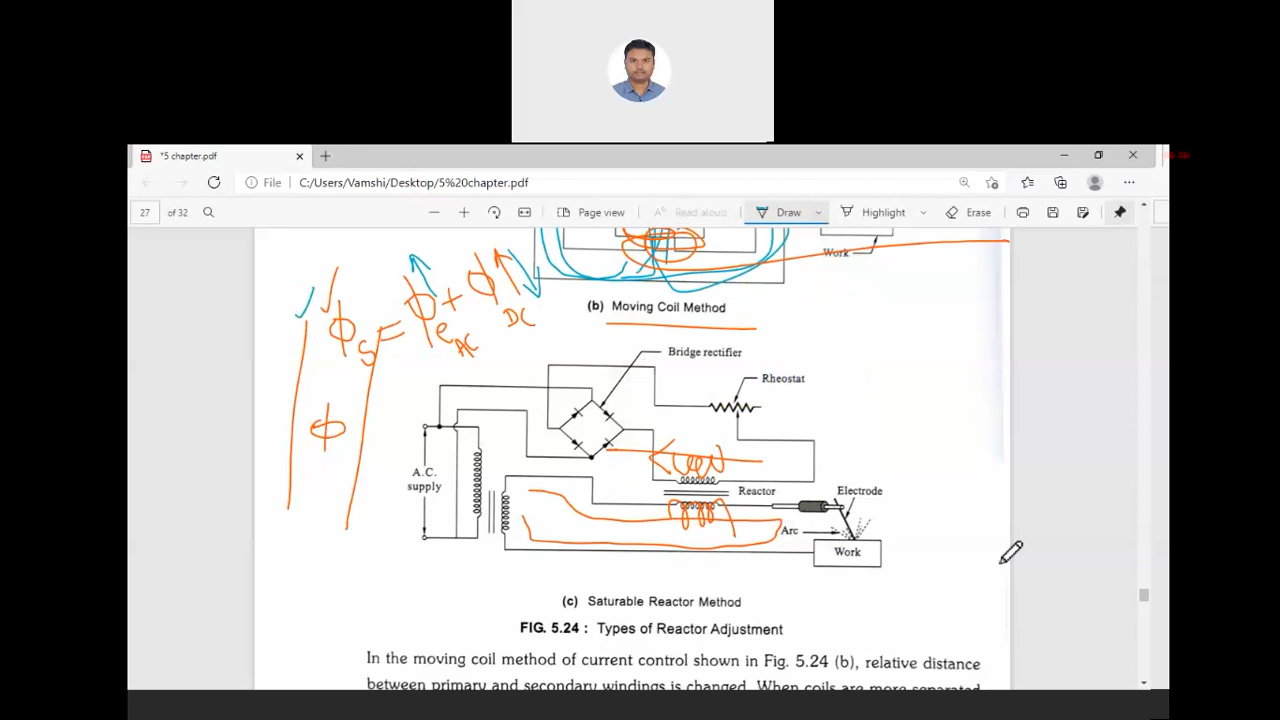 *5 chapter.pdf
File C:/Users/Vamshi/Desktop/5%20chapter.pdf
27 of 32 Page view Read aloud Draw Highlight Erase
Work
(b) Moving Coil Method
ϕS = ϕeAC + ϕDC
Bridge rectifier
Rheostat
ϕ
A.C.
supply
Reactor
Electrode
Arc
Work
(c) Saturable Reactor Method
FIG. 5.24 : Types of Reactor Adjustment
In the moving coil method of current control shown in Fig. 5.24 (b), relative distance
between primary and secondary windings is changed. When coils are more separated